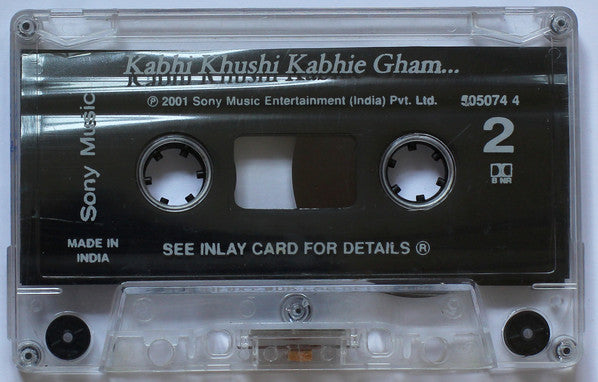 Kabhi Khushi Kabhie Gham...
℗ 2001 Sony Music Entertainment (India) Pvt. Ltd.
505074 4
Sony Music
2
B NR
MADE IN
INDIA
SEE INLAY CARD FOR DETAILS ®